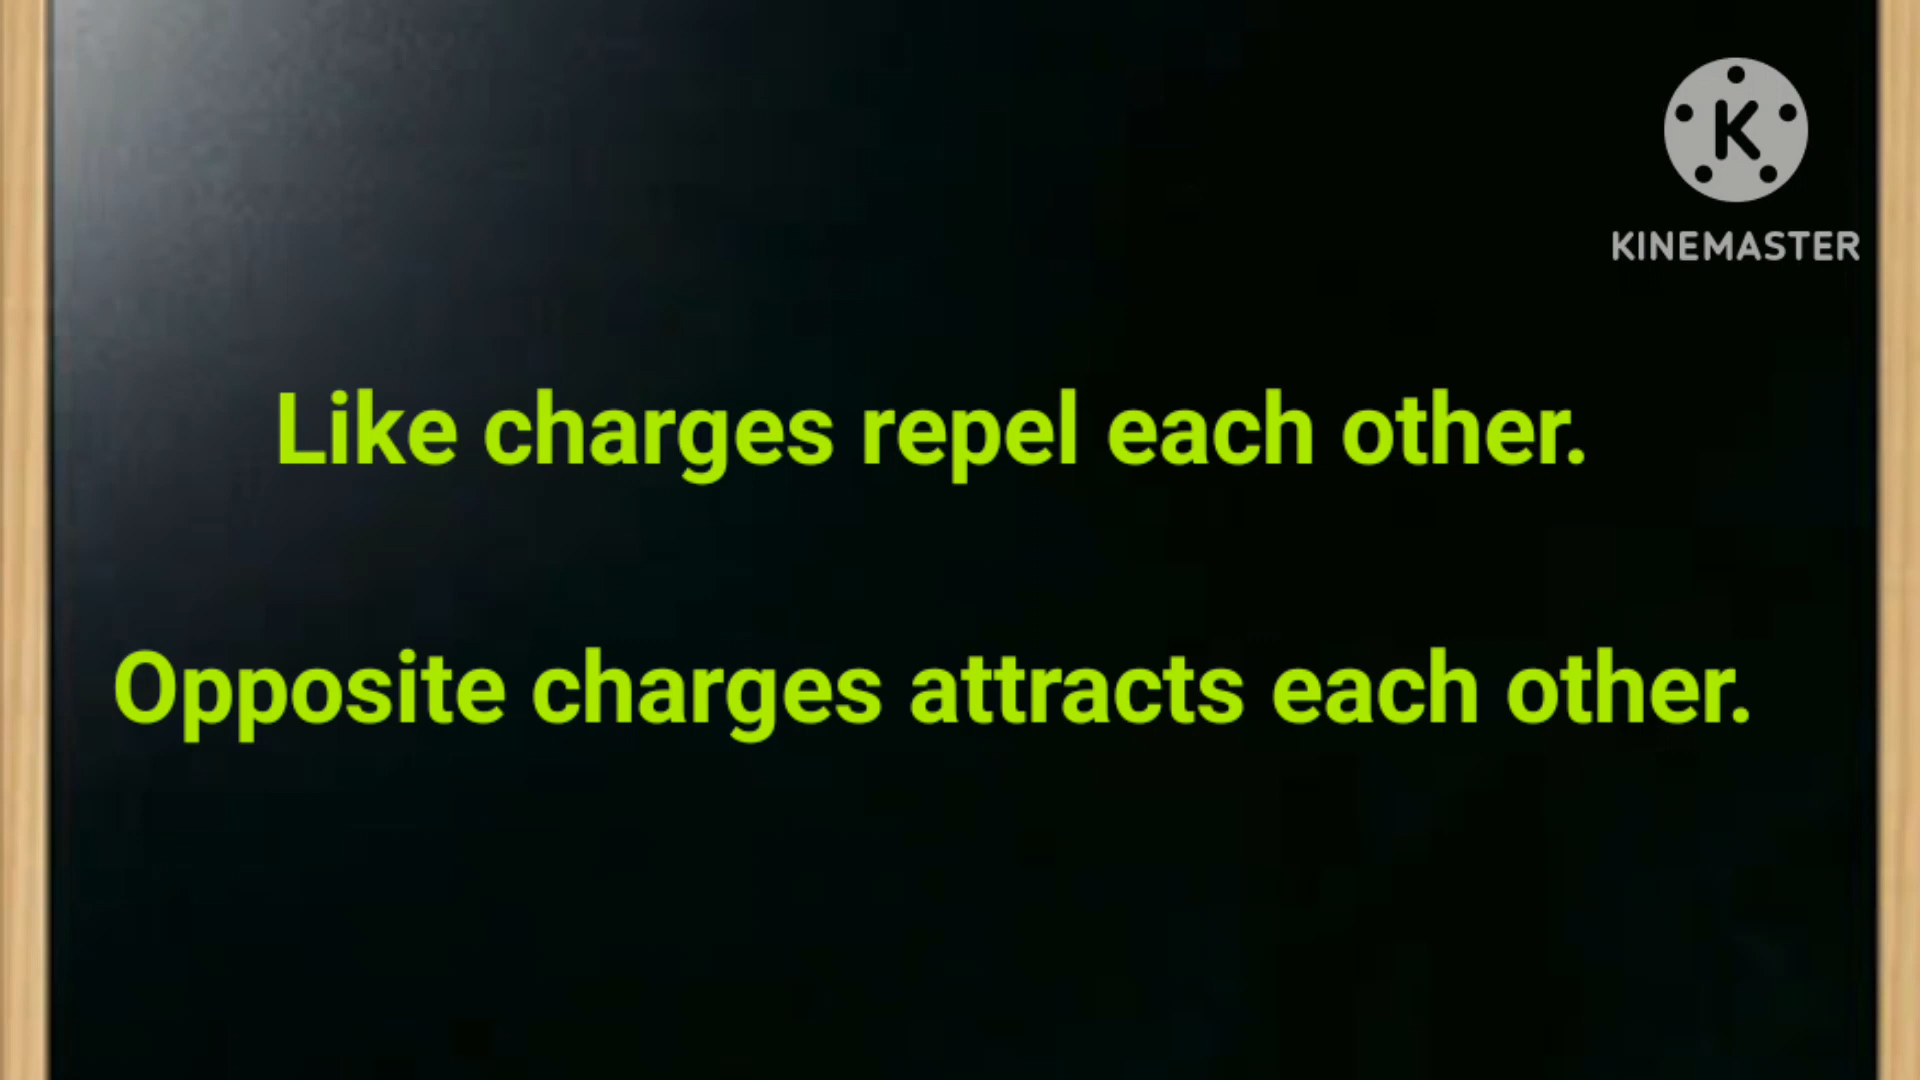 K
KINEMASTER
Like charges repel each other.
Opposite charges attracts each other.